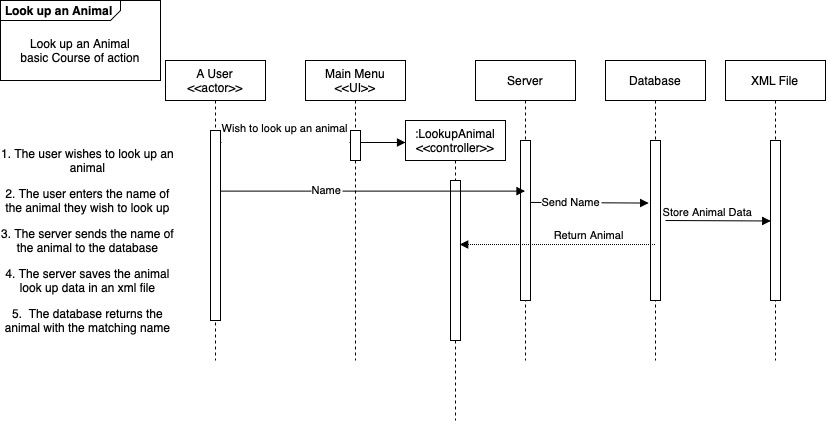 Look up an Animal
Look up an Animal
basic Course of action
A User
<<actor>>
Main Menu
<<UI>>
Server
Database
XML File
Wish to look up an animal
:LookupAnimal
<<controller>>
1. The user wishes to look up an
animal
2. The user enters the name of
the animal they wish to look up
3. The server sends the name of
the animal to the database
4. The server saves the animal
look up data in an xml file
5.  The database returns the
animal with the matching name
Name
Send Name
Store Animal Data
Return Animal